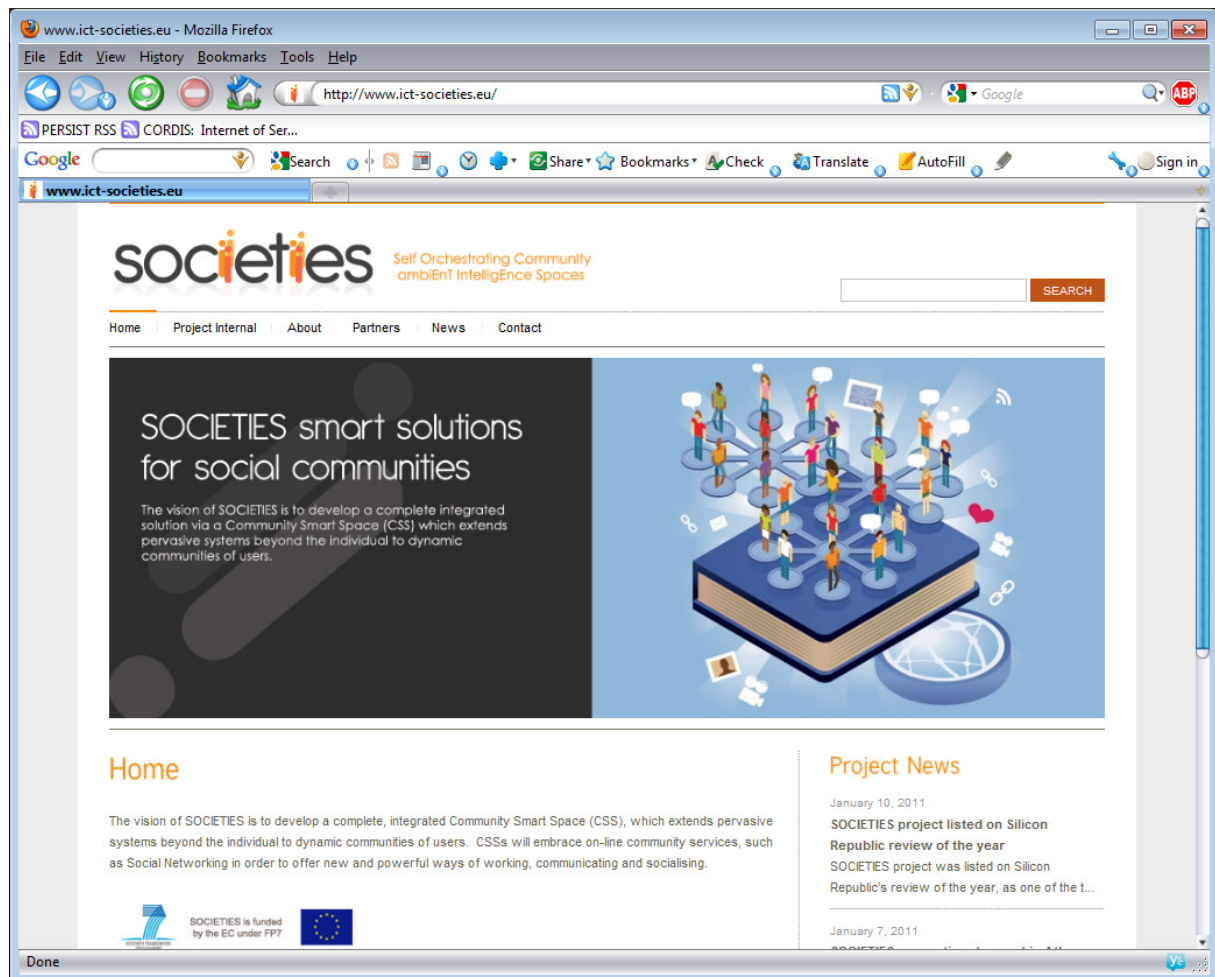 www.ict-societies.eu - Mozilla Firefox
File Edit View History Bookmarks Tools Help
http://www.ict-societies.eu/ Google ABP
PERSIST RSS CORDIS: Internet of Ser...
Google Search Share Bookmarks Check Translate AutoFill Sign in
www.ict-societies.eu
societies
Self Orchestrating Community
ambiEnT IntelligEnce Spaces
SEARCH
Home Project Internal About Partners News Contact
SOCIETIES smart solutions
for social communities
The vision of SOCIETIES is to develop a complete integrated
solution via a Community Smart Space (CSS) which extends
pervasive systems beyond the individual to dynamic
communities of users.
Home
The vision of SOCIETIES is to develop a complete, integrated Community Smart Space (CSS), which extends pervasive
systems beyond the individual to dynamic communities of users. CSSs will embrace on-line community services, such
as Social Networking in order to offer new and powerful ways of working, communicating and socialising.
SOCIETIES is funded
by the EC under FP7
Project News
January 10, 2011
SOCIETIES project listed on Silicon
Republic review of the year
SOCIETIES project was listed on Silicon
Republic's review of the year, as one of the t...
January 7, 2011
Done